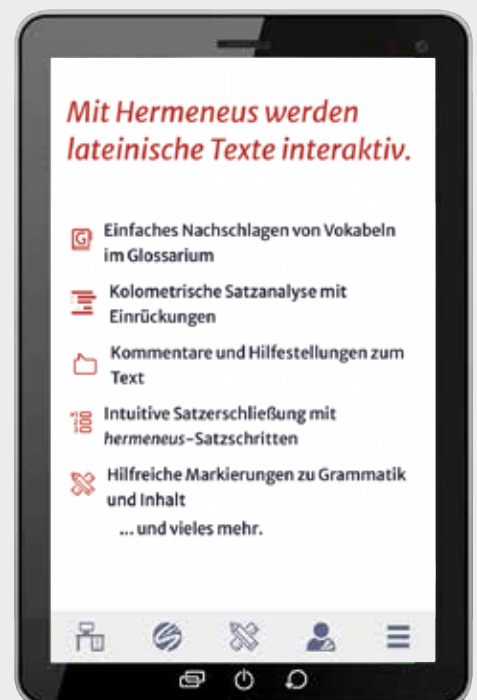 Mit Hermeneus werden
lateinische Texte interaktiv.
G
Einfaches Nachschlagen von Vokabeln
im Glossarium
Kolometrische Satzanalyse mit
Einrückungen
Kommentare und Hilfestellungen zum
Text
Intuitive Satzerschließung mit
hermeneus-Satzschritten
Hilfreiche Markierungen zu Grammatik
und Inhalt
... und vieles mehr.